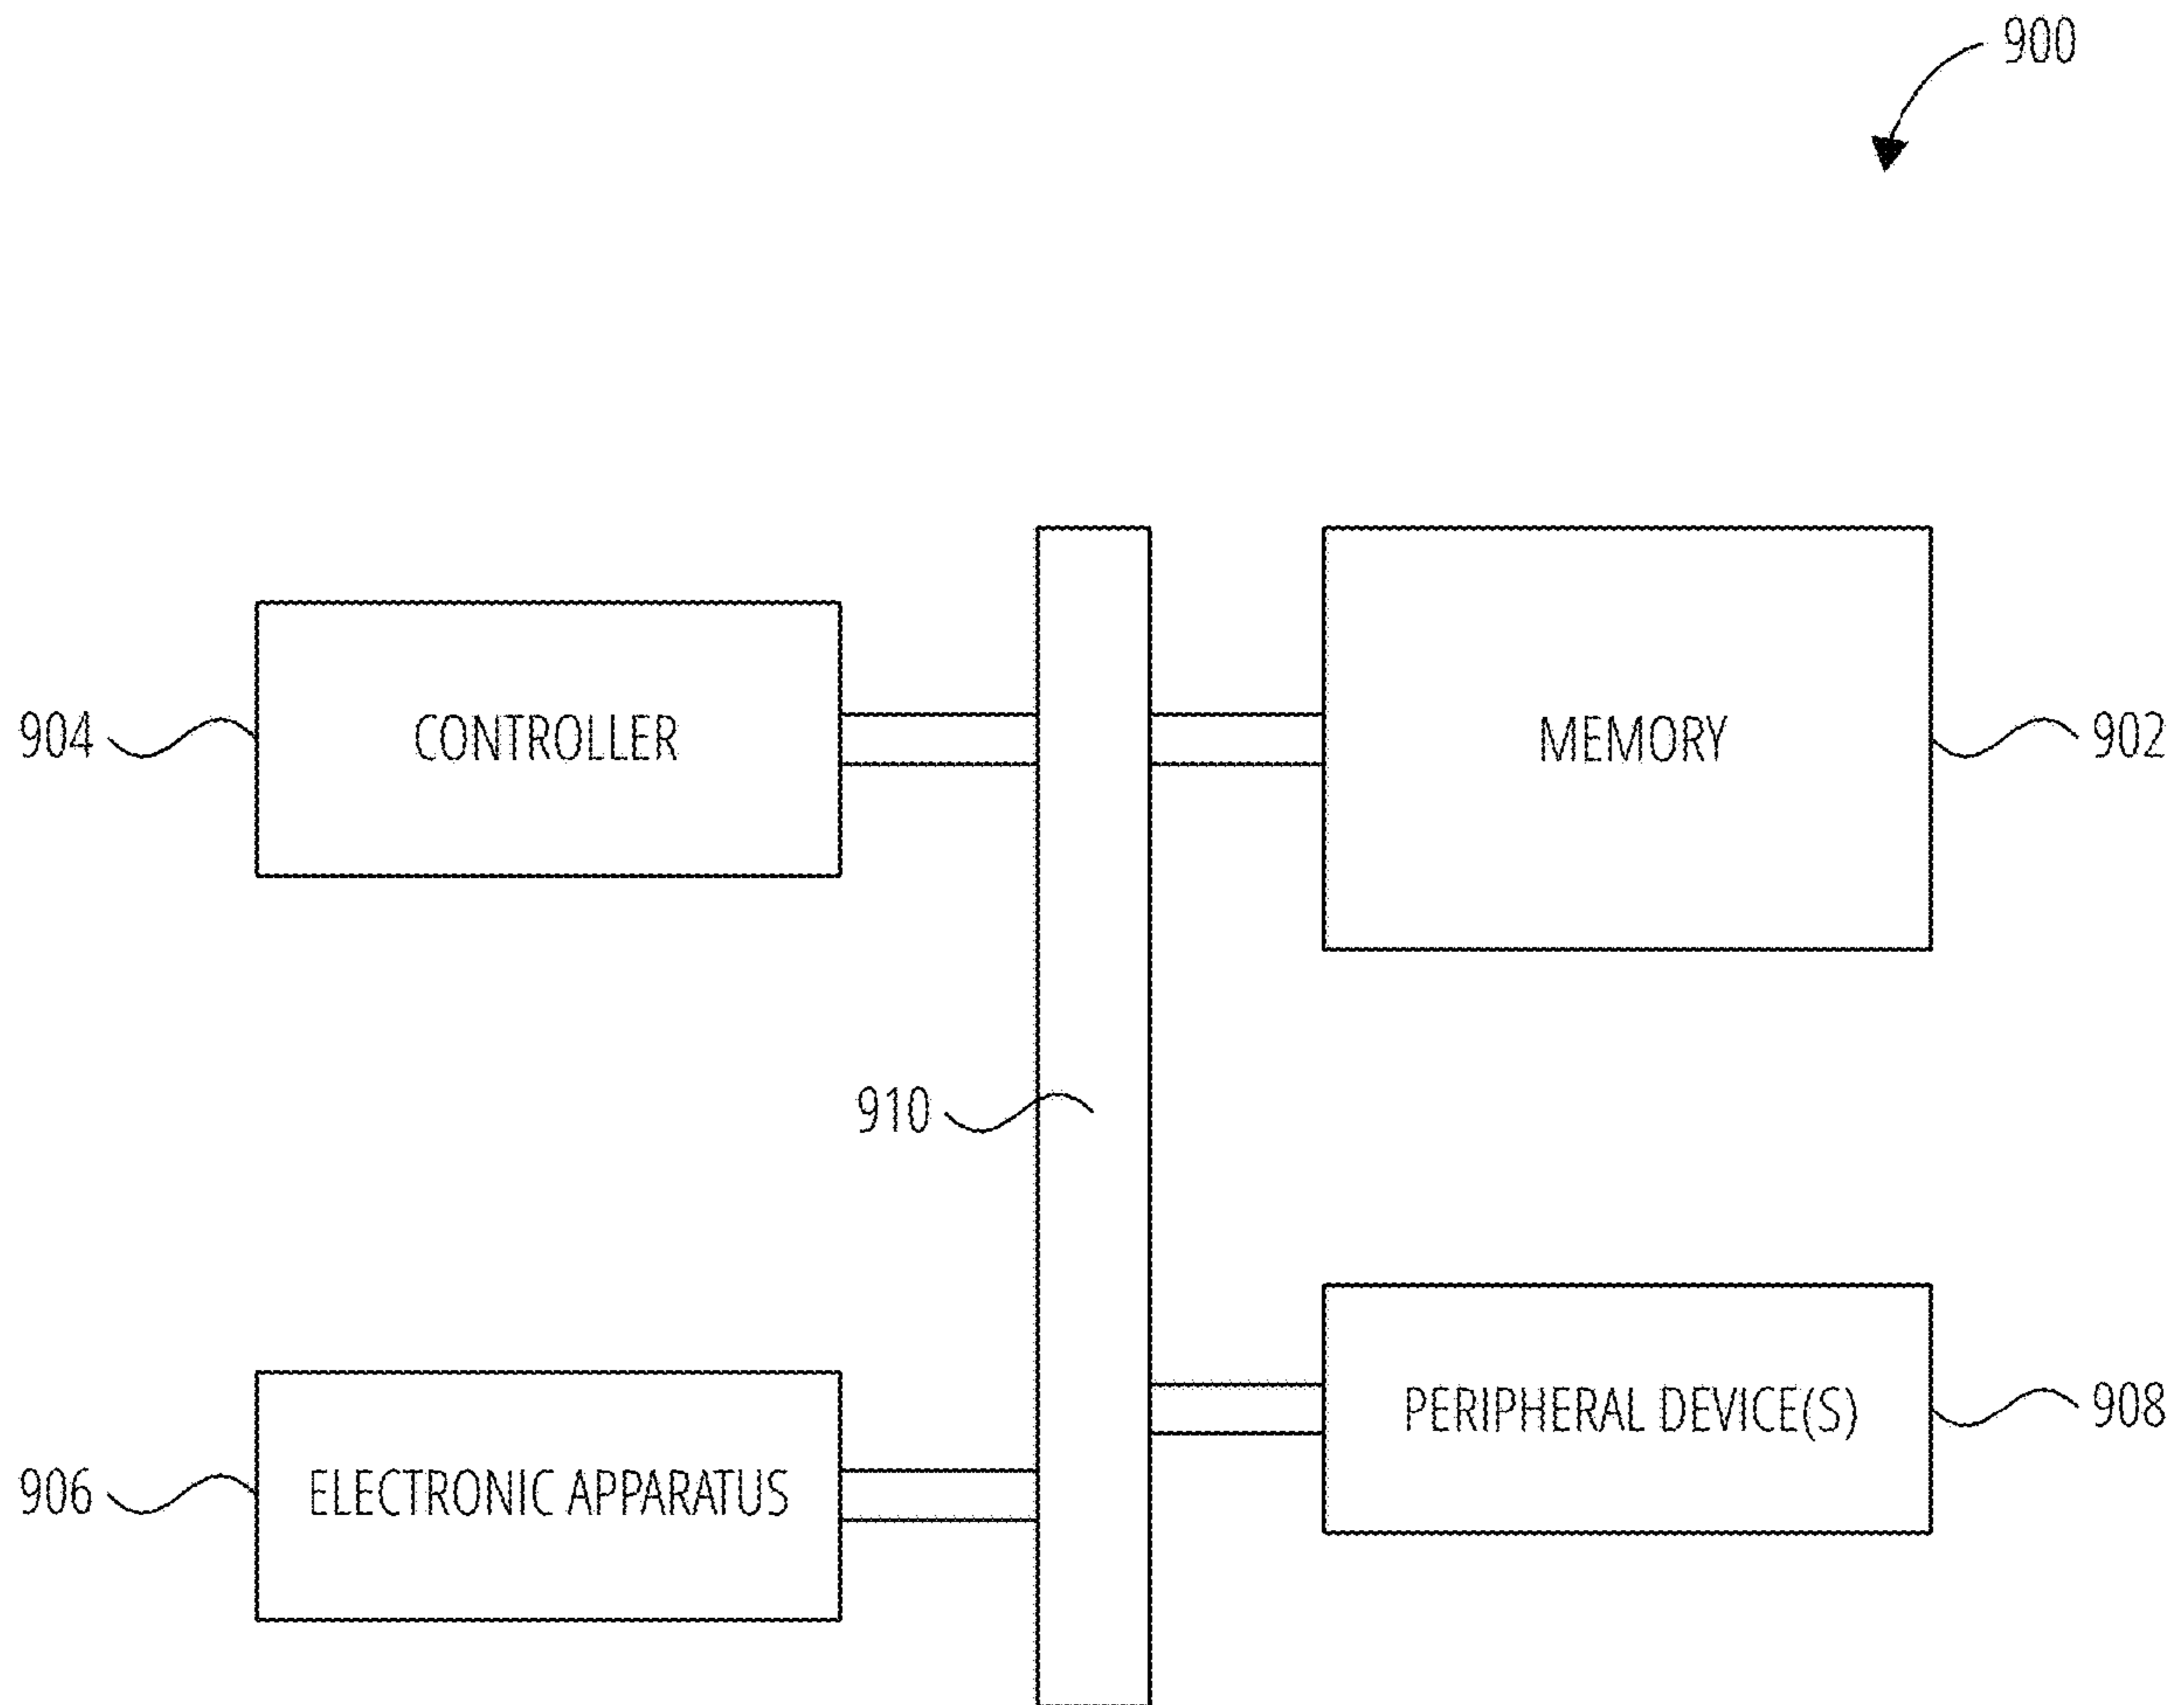 900
904
CONTROLLER
MEMORY
902
910
PERIPHERAL DEVICE(S)
908
906
ELECTRONIC APPARATUS